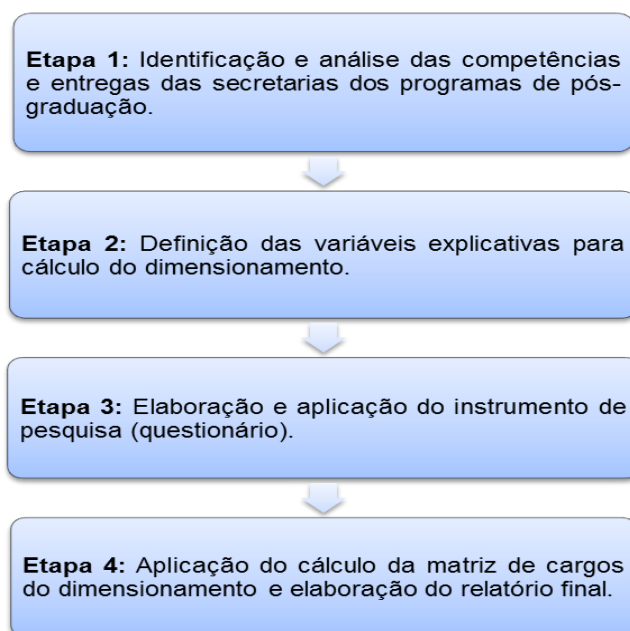 Etapa 1: Identificação e análise das competências
e entregas das secretarias dos programas de pós-
graduação.
Etapa 2: Definição das variáveis explicativas para
cálculo do dimensionamento.
Etapa 3: Elaboração e aplicação do instrumento de
pesquisa (questionário).
Etapa 4: Aplicação do cálculo da matriz de cargos
do dimensionamento e elaboração do relatório final.